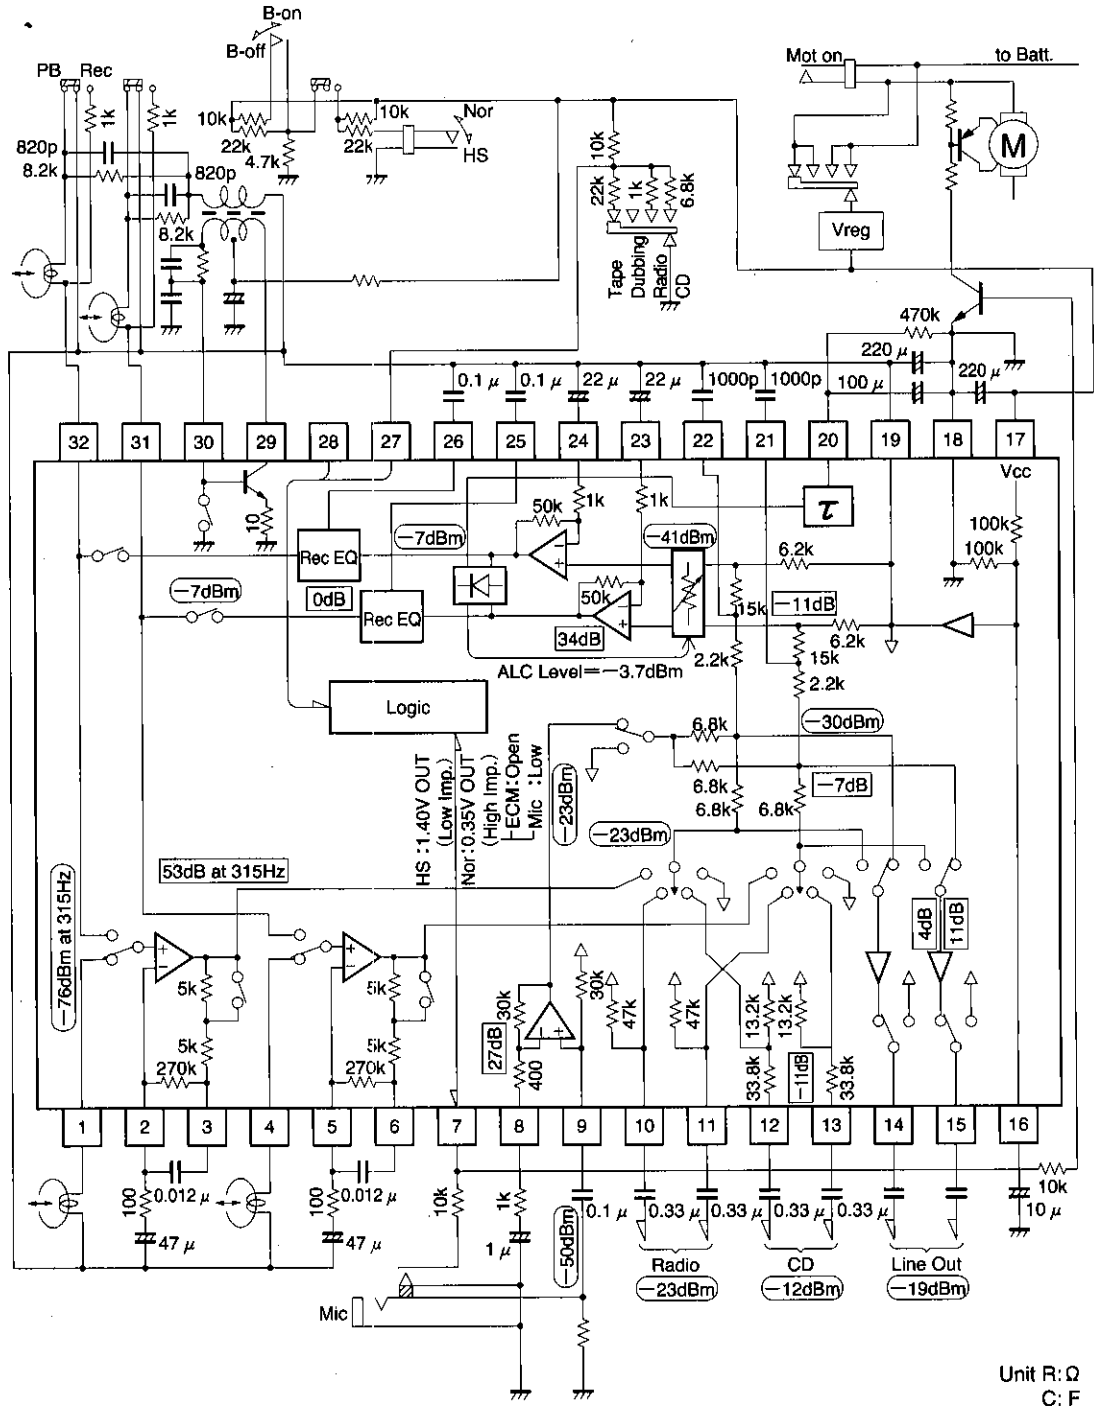 B-on
B-off
PB Rec
Mot on
to Batt.
1k
1k
10k
22k
4.7k
10k
22k
Nor
HS
10k
22k
1k
6.8k
M
820p
8.2k
820p
8.2k
Vreg
Tape
Dubbing
Radio
CD
470k
220 µ
220 µ
100 µ
0.1 µ
0.1 µ
22 µ
22 µ
1000p
1000p
32
31
30
29
28
27
26
25
24
23
22
21
20
19
18
17
Vcc
10
50k
1k
1k
τ
100k
100k
−7dBm
−41dBm
6.2k
Rec EQ
0dB
Rec EQ
−7dBm
50k
34dB
15k
−11dB
6.2k
15k
2.2k
2.2k
ALC Level=−3.7dBm
Logic
HS : 1.40V OUT
(Low Imp.)
Nor : 0.35V OUT
(High Imp.)
ECM : Open
Mic : Low
−23dBm
6.8k
−30dBm
6.8k
−7dB
6.8k
6.8k
−23dBm
−76dBm at 315Hz
53dB at 315Hz
4dB
11dB
5k
5k
270k
5k
5k
270k
27dB
30k
400
30k
47k
47k
13.2k
13.2k
33.8k
−11dB
33.8k
1
2
3
4
5
6
7
8
9
10
11
12
13
14
15
16
100
0.012 µ
47 µ
100
0.012 µ
47 µ
10k
1k
1 µ
−50dBm
0.1 µ
0.33 µ
0.33 µ
0.33 µ
0.33 µ
10k
10 µ
Radio
−23dBm
CD
−12dBm
Line Out
−19dBm
Mic
Unit R: Ω
C: F